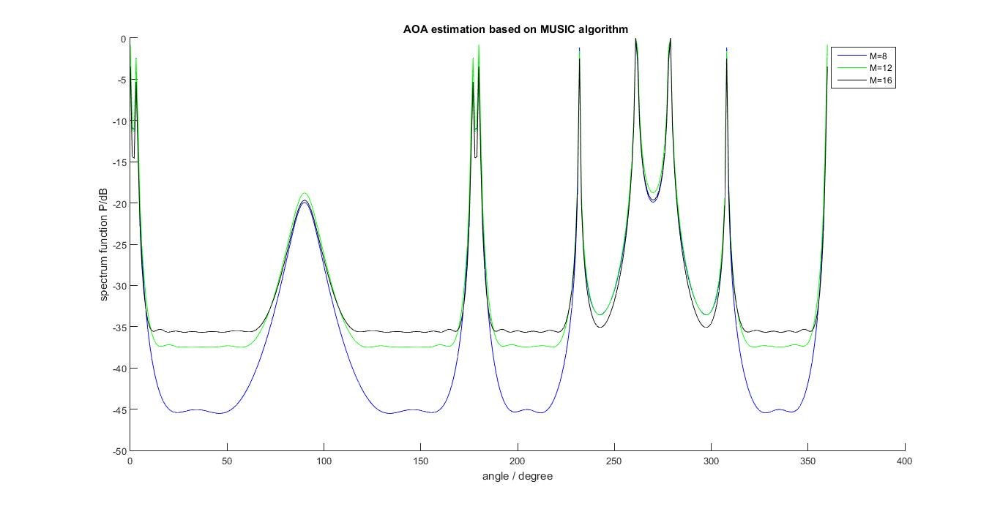 AOA estimation based on MUSIC algorithm
M=8
M=12
M=16
spectrum function P/dB
0
-5
-10
-15
-20
-25
-30
-35
-40
-45
-50
0 50 100 150 200 250 300 350 400
angle / degree